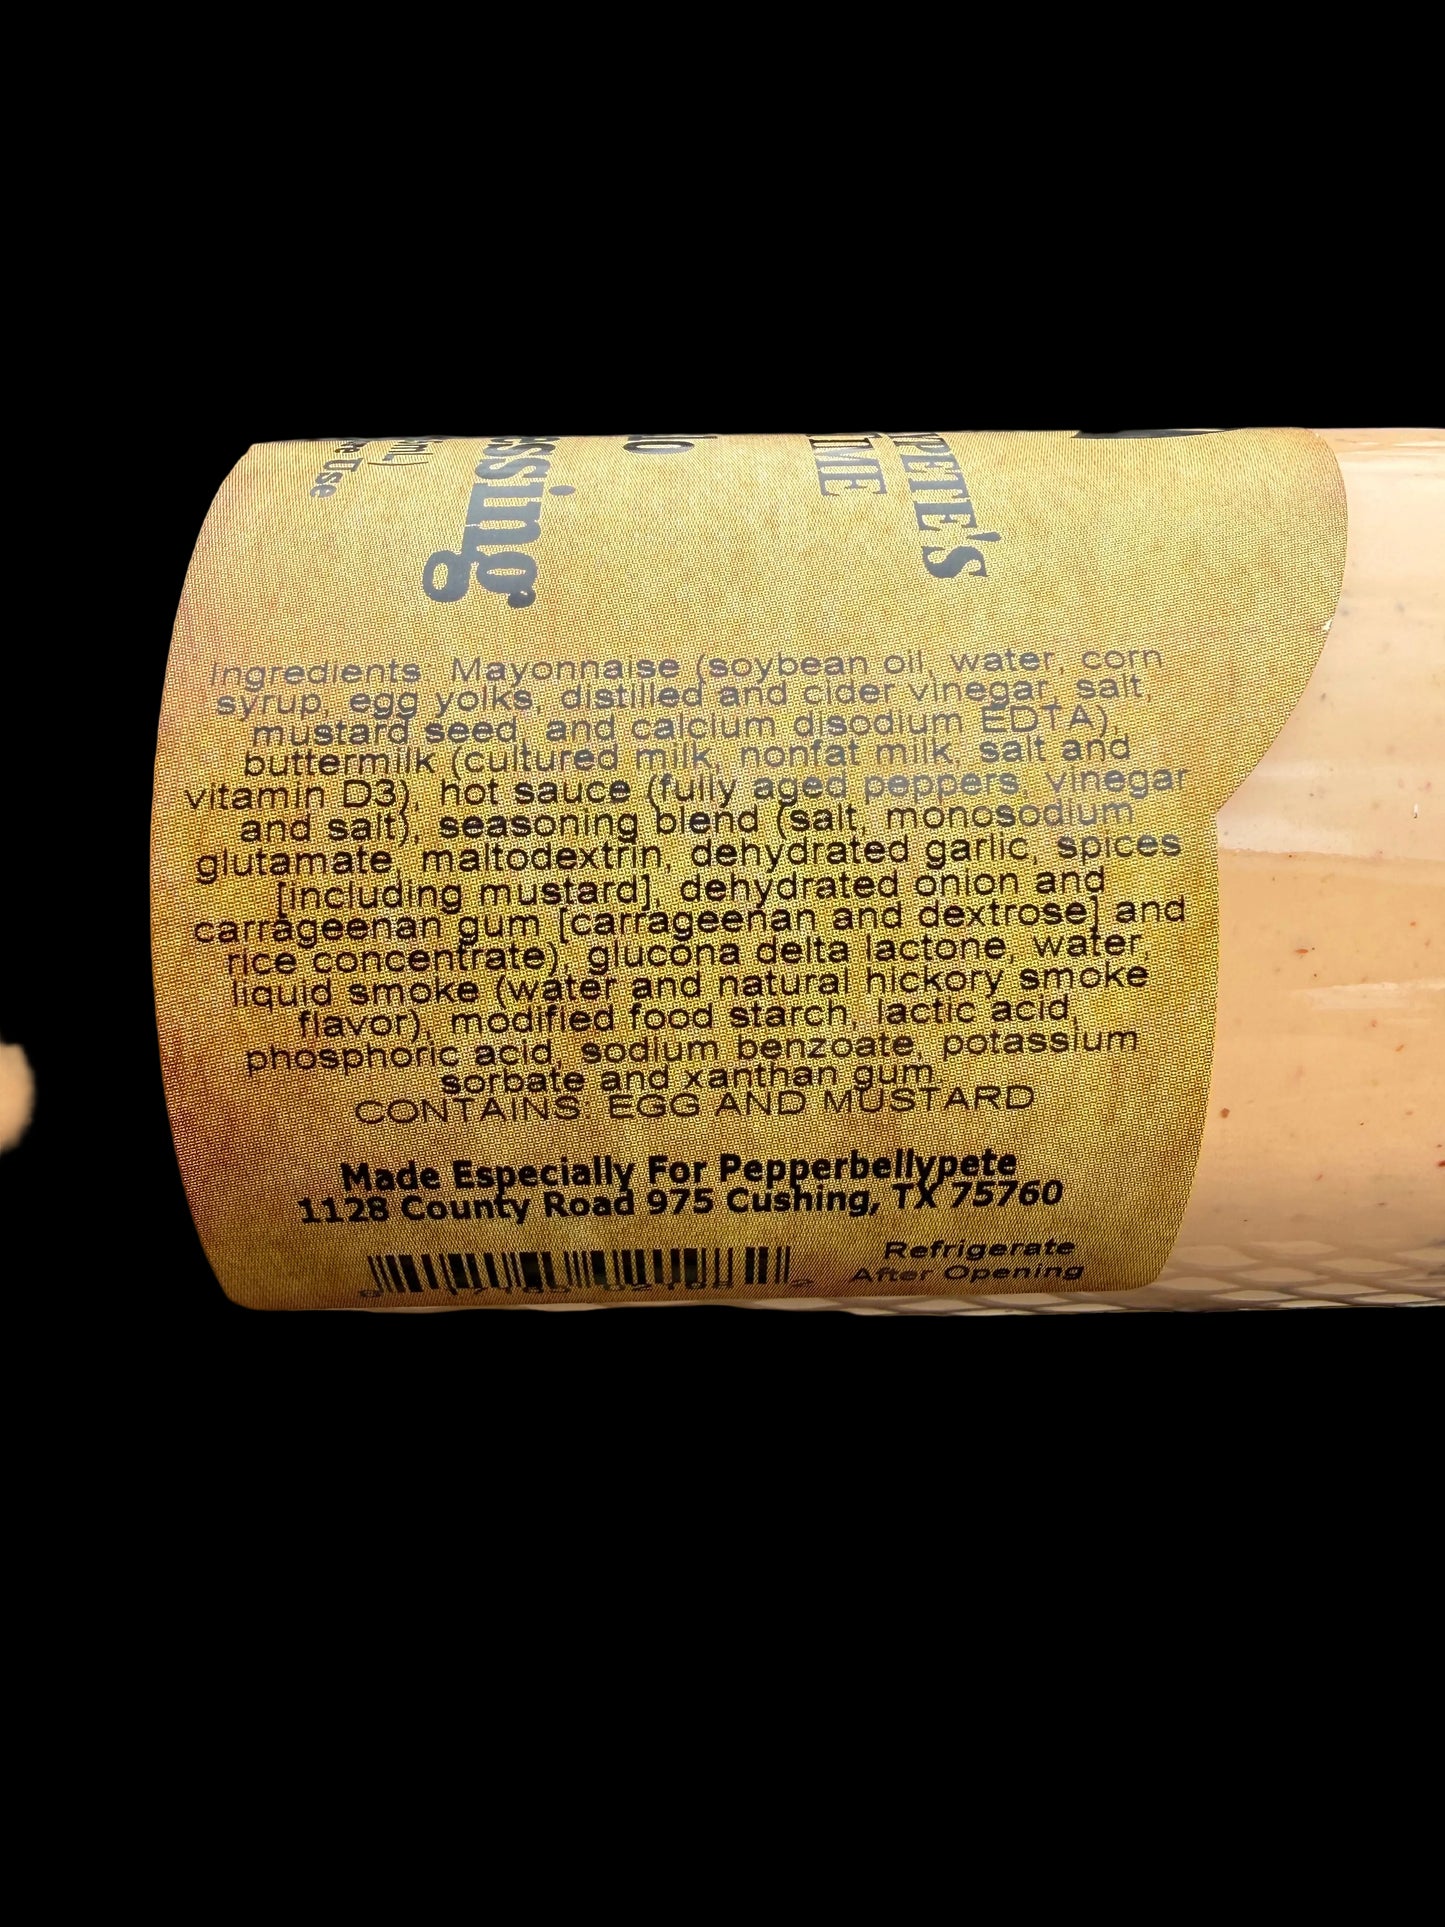 PETE'S
IME
ssing
Use
Ingredients: Mayonnaise (soybean oil, water, corn
syrup, egg yolks, distilled and cider vinegar, salt,
mustard seed, and calcium disodium EDTA),
buttermilk (cultured milk, nonfat milk, salt and
vitamin D3), hot sauce (fully aged peppers, vinegar
and salt), seasoning blend (salt, monosodium
glutamate, maltodextrin, dehydrated garlic, spices
[including mustard], dehydrated onion and
carrageenan gum [carrageenan and dextrose] and
rice concentrate), glucona delta lactone, water,
liquid smoke (water and natural hickory smoke
flavor), modified food starch, lactic acid,
phosphoric acid, sodium benzoate, potassium
sorbate and xanthan gum.
CONTAINS: EGG AND MUSTARD
Made Especially For Pepperbellypete
1128 County Road 975 Cushing, TX 75760
Refrigerate
After Opening